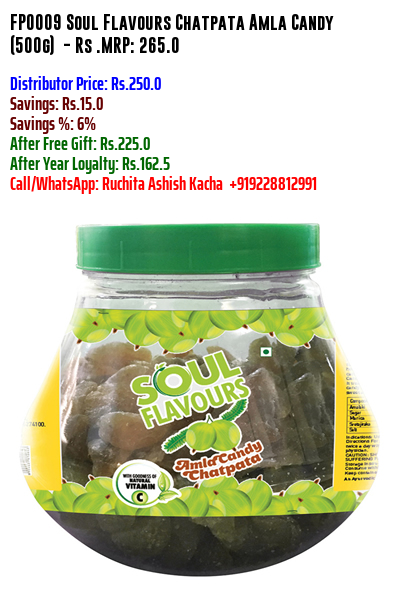 FP0009 Soul Flavours Chatpata Amla Candy
(500g) - Rs .MRP: 265.0
Distributor Price: Rs.250.0
Savings: Rs.15.0
Savings %: 6%
After Free Gift: Rs.225.0
After Year Loyalty: Rs.162.5
Call/WhatsApp: Ruchita Ashish Kacha +919228812991
SOUL
FLAVOURS
Amla Candy
Chatpata
WITH GOODNESS OF
NATURAL
VITAMIN
C